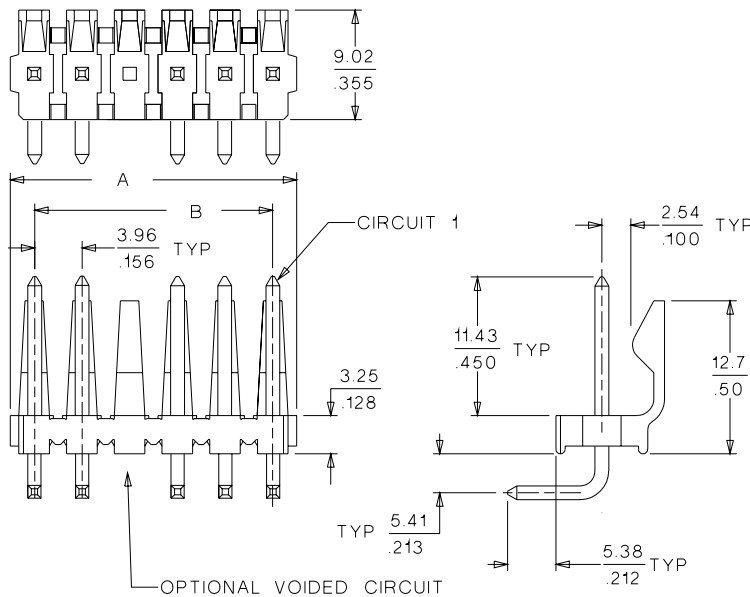 9.02
.355
A
B
CIRCUIT 1
3.96 TYP
.156
2.54 TYP
.100
11.43 TYP
.450
12.7
.50
3.25
.128
TYP 5.41
.213
5.38 TYP
.212
OPTIONAL VOIDED CIRCUIT